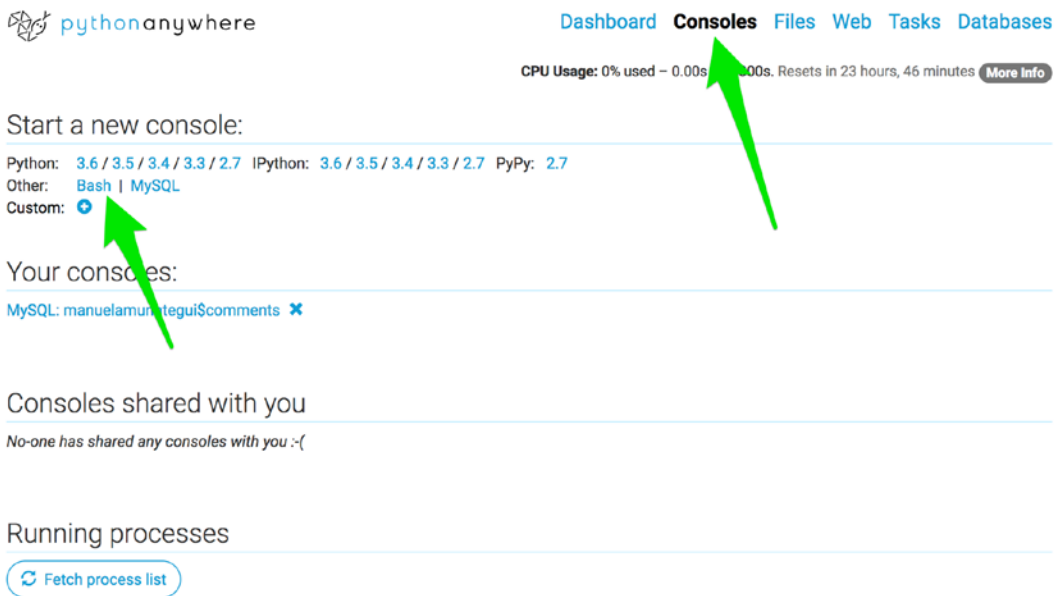 pythonanywhere
Dashboard Consoles Files Web Tasks Databases
CPU Usage: 0% used – 0.00s 00s. Resets in 23 hours, 46 minutes More Info
Start a new console:
Python: 3.6 / 3.5 / 3.4 / 3.3 / 2.7 IPython: 3.6 / 3.5 / 3.4 / 3.3 / 2.7 PyPy: 2.7
Other: Bash | MySQL
Custom:
Your consoles:
MySQL: $comments
Consoles shared with you
No-one has shared any consoles with you :-(
Running processes
Fetch process list